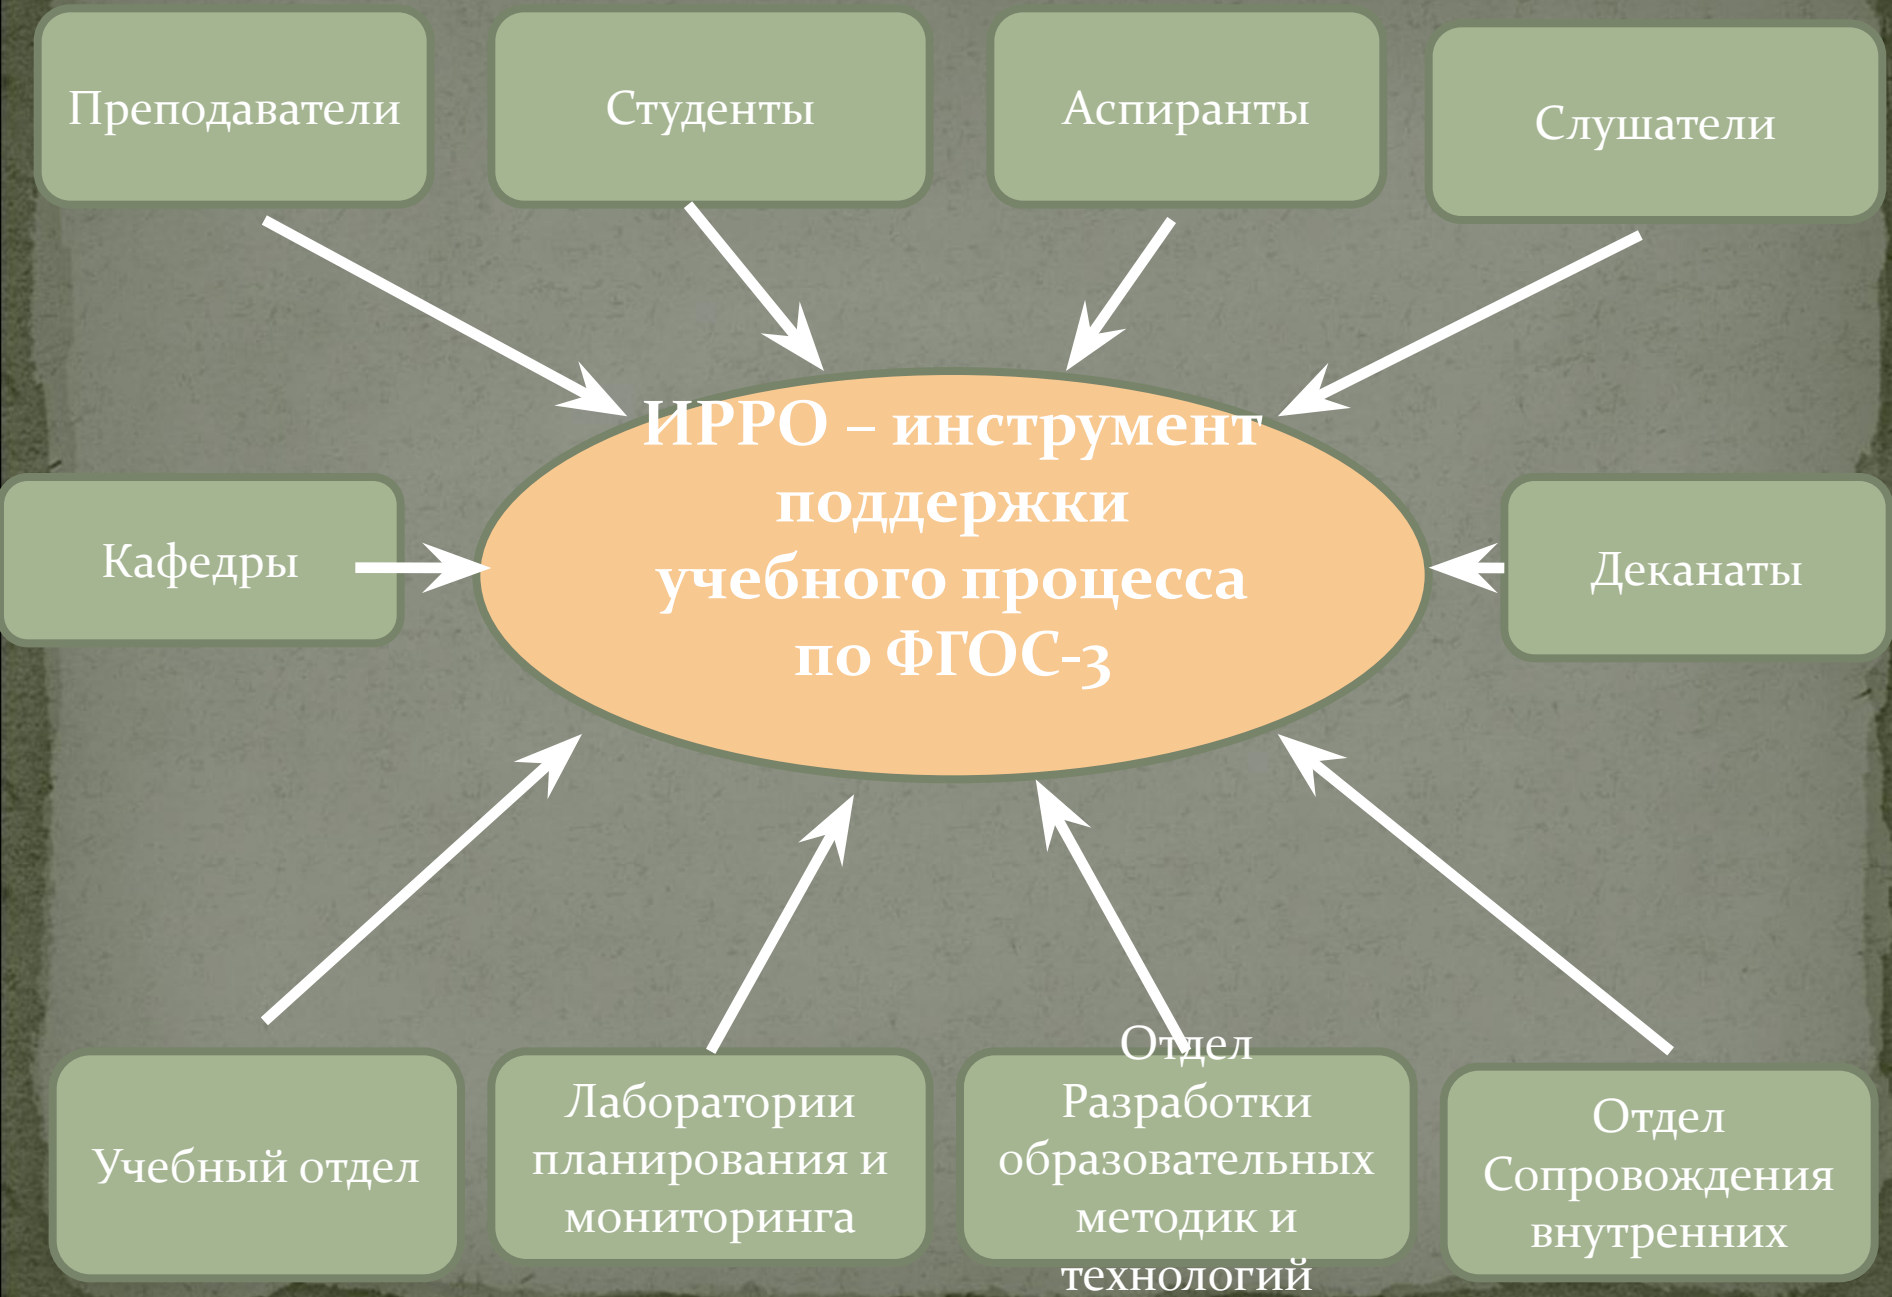 Преподаватели
Студенты
Аспиранты
Слушатели
ИРРО – инструмент
поддержки
учебного процесса
по ФГОС-3
Кафедры
Деканаты
Учебный отдел
Лаборатории
планирования и
мониторинга
Отдел
Разработки
образовательных
методик и
технологий
Отдел
Сопровождения
внутренних